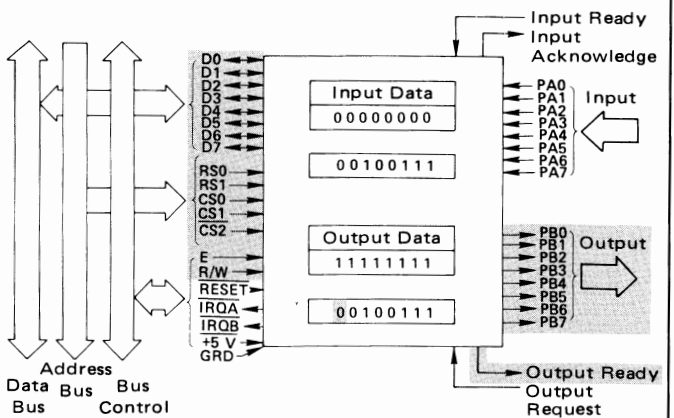 Input Ready
Input
Acknowledge
D0
D1
D2
D3
D4
D5
D6
D7
RS0
RS1
CS0
CS1
CS2
E
R/W
RESET
IRQA
IRQB
+5 V
GRD
Input Data
00000000
00100111
Output Data
11111111
00100111
PA0
PA1
PA2
PA3
PA4
PA5
PA6
PA7
Input
PB0
PB1
PB2
PB3
PB4
PB5
PB6
PB7
Output
Output Ready
Output
Request
Data
Bus
Address
Bus
Bus
Control